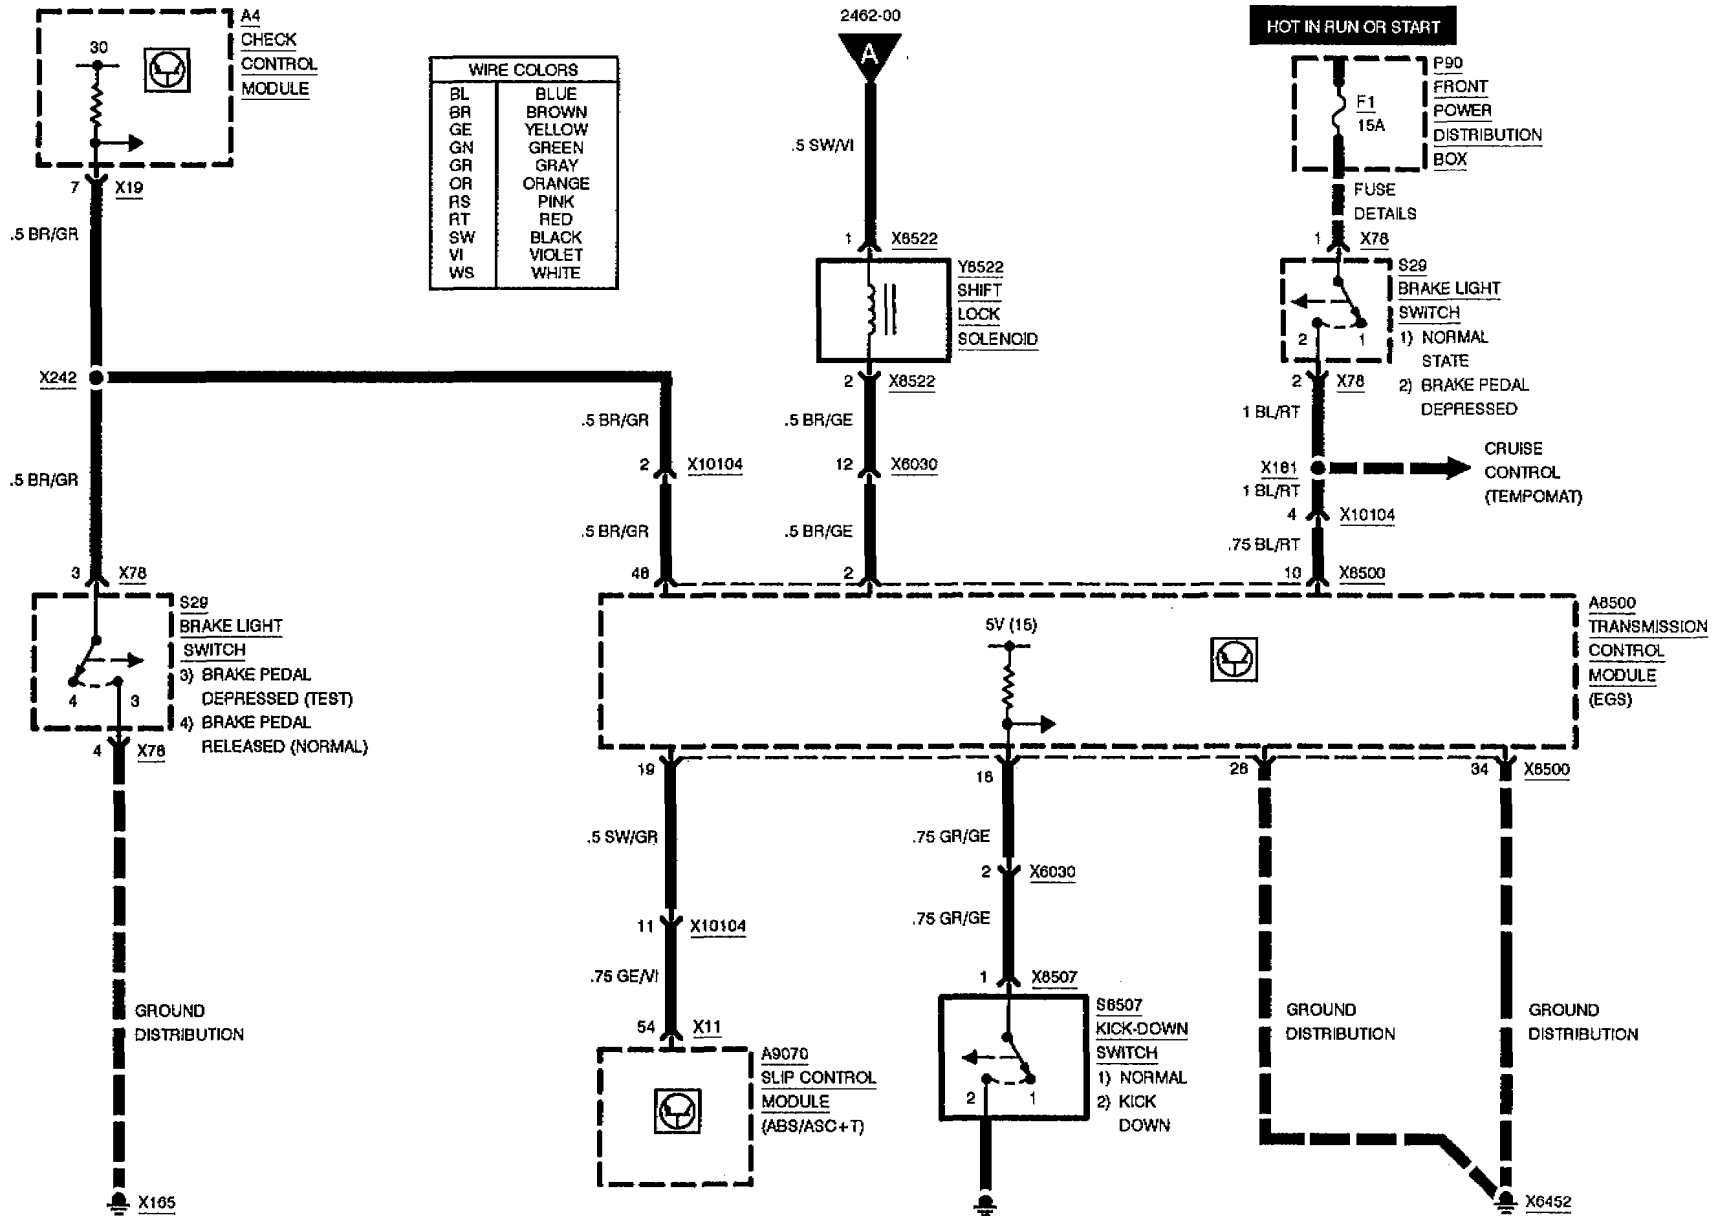 A4
CHECK
CONTROL
MODULE
30
7
X19
.5 BR/GR
X242
.5 BR/GR
3
X78
S29
BRAKE LIGHT
SWITCH
3) BRAKE PEDAL
DEPRESSED (TEST)
4) BRAKE PEDAL
RELEASED (NORMAL)
4
3
4
X78
GROUND
DISTRIBUTION
X165
WIRE COLORS
BL BLUE
BR BROWN
GE YELLOW
GN GREEN
GR GRAY
OR ORANGE
RS PINK
RT RED
SW BLACK
VI VIOLET
WS WHITE
.5 BR/GR
2
X10104
.5 BR/GR
48
2462-00
A
.5 SW/VI
1
X8522
Y8522
SHIFT
LOCK
SOLENOID
2
X8522
.5 BR/GE
12
X6030
.5 BR/GE
2
HOT IN RUN OR START
P90
FRONT
POWER
DISTRIBUTION
BOX
F1
15A
FUSE
DETAILS
1
X78
S29
BRAKE LIGHT
SWITCH
1) NORMAL
STATE
2) BRAKE PEDAL
DEPRESSED
2
1
2
X78
1 BL/RT
X181
CRUISE
CONTROL
(TEMPOMAT)
1 BL/RT
4
X10104
.75 BL/RT
10
X8500
A8500
TRANSMISSION
CONTROL
MODULE
(EGS)
5V (15)
19
.5 SW/GR
11
X10104
.75 GE/VI
54
X11
A9070
SLIP CONTROL
MODULE
(ABS/ASC+T)
16
.75 GR/GE
2
X6030
.75 GR/GE
1
X8507
S8507
KICK-DOWN
SWITCH
1) NORMAL
2) KICK
DOWN
2
1
28
GROUND
DISTRIBUTION
34
X8500
GROUND
DISTRIBUTION
X6452